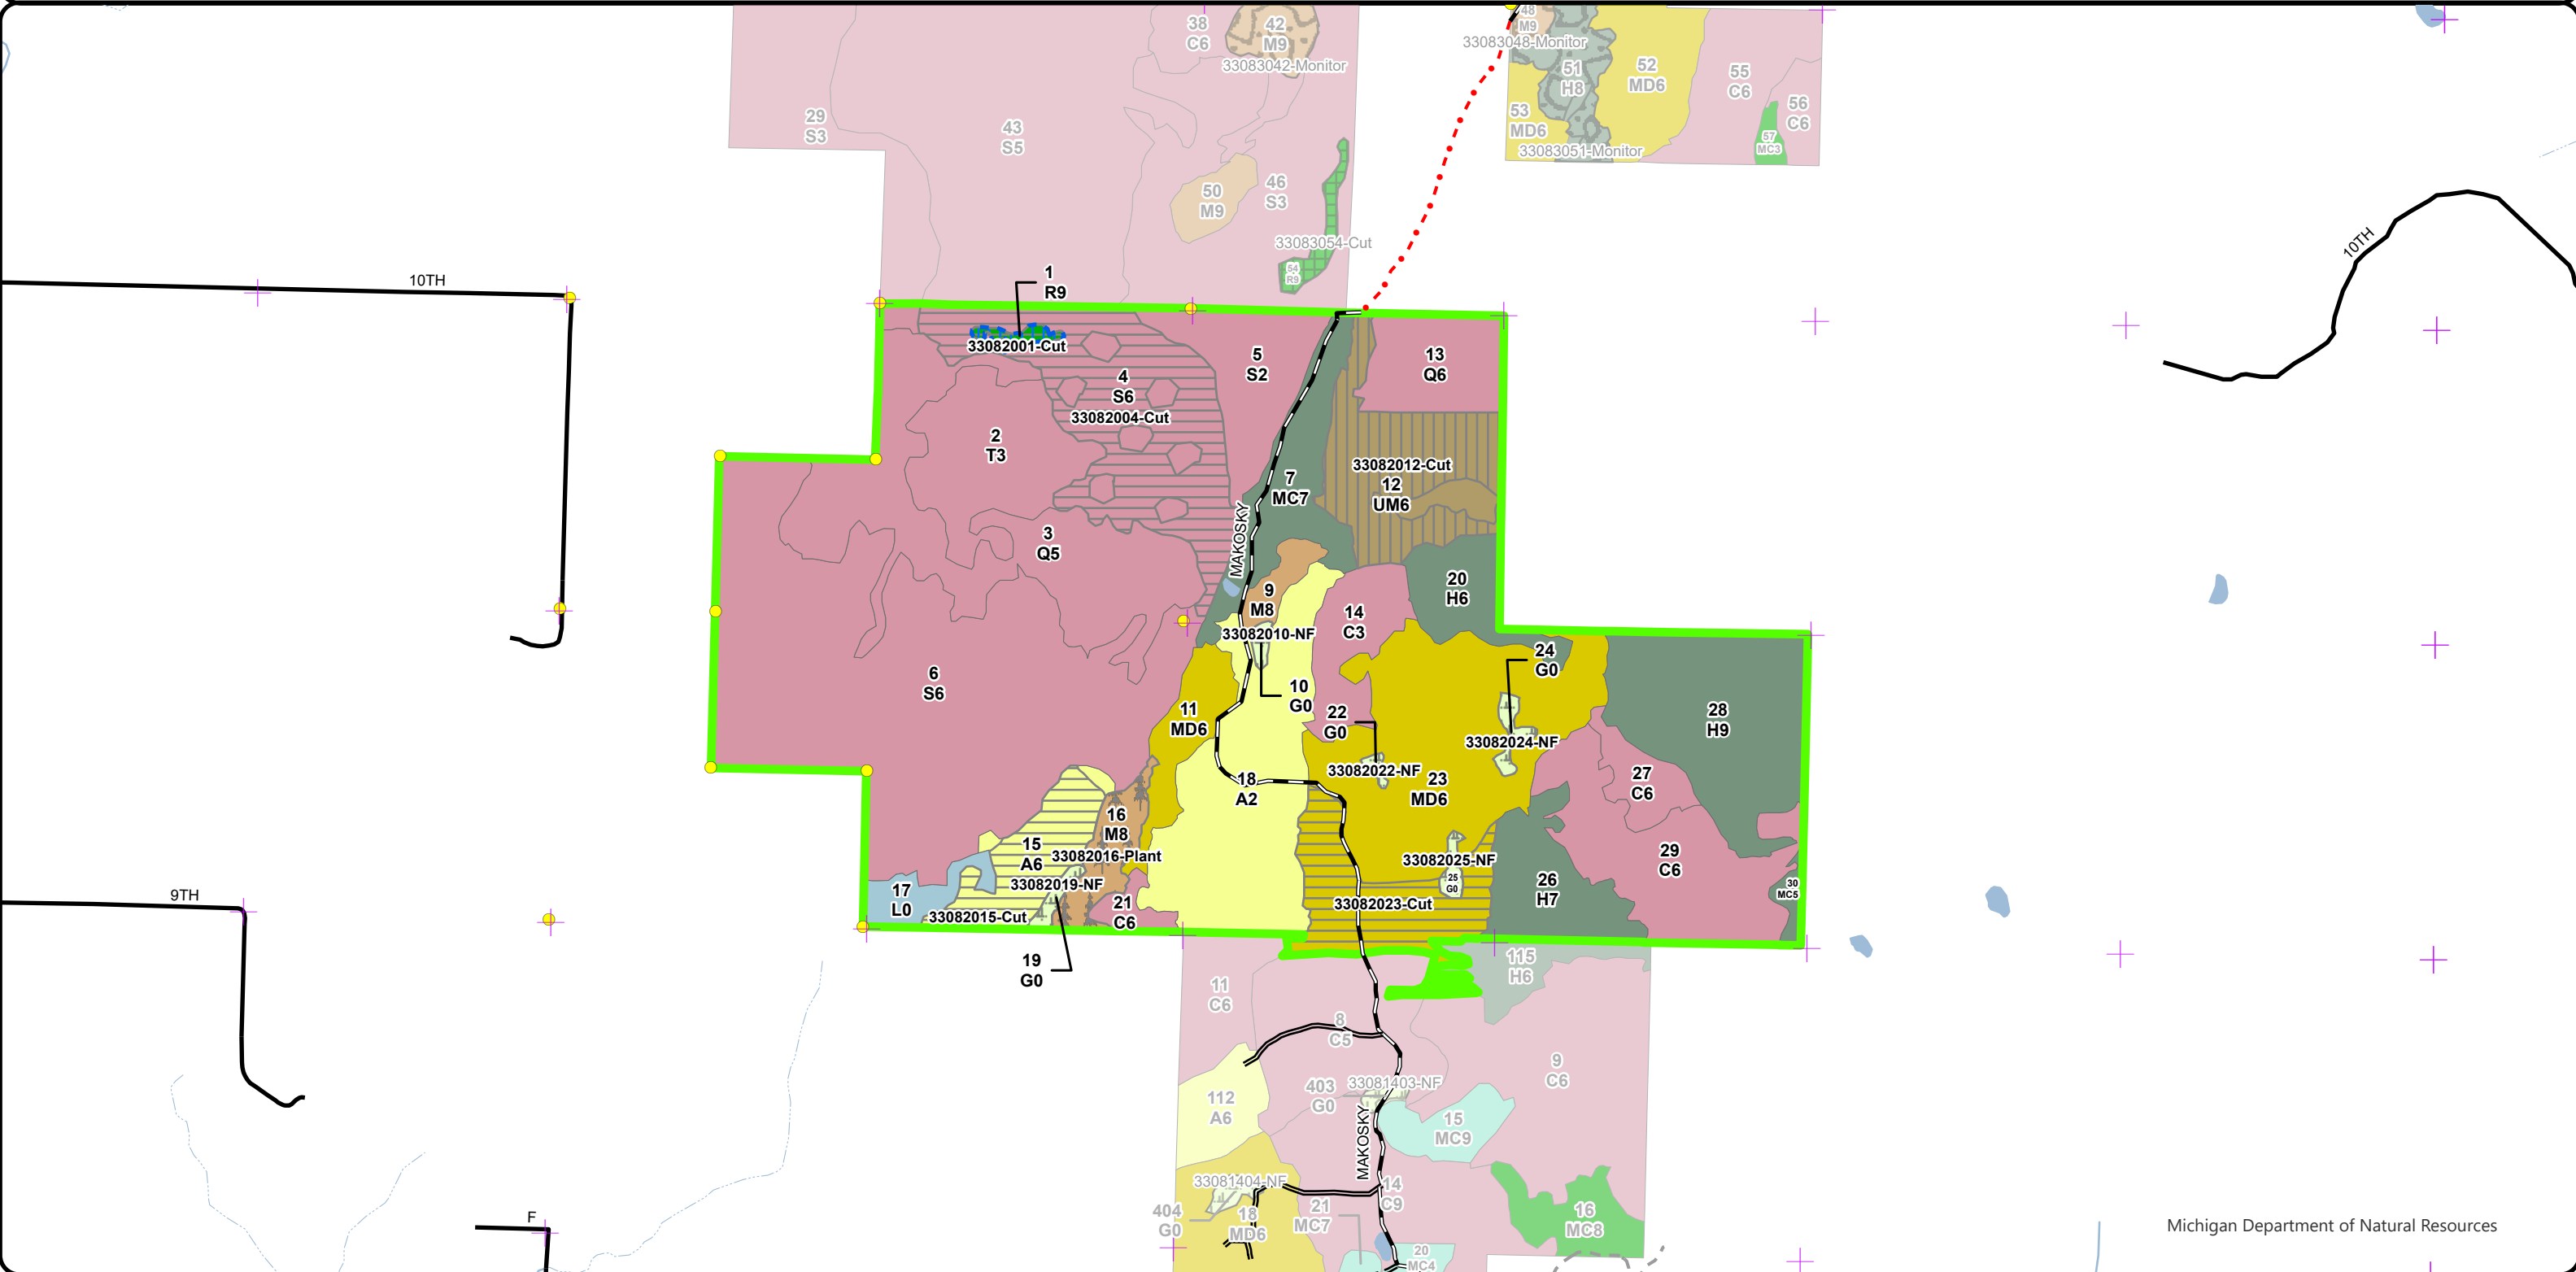 38
C6
42
M9
33083042-Monitor
48
M9
33083048-Monitor
51
H8
52
MD6
55
C6
56
C6
53
MD6
57
MC3
33083051-Monitor
29
S3
43
S5
50
M9
46
S3
33083054-Cut
54
R9
10TH
10TH
1
R9
33082001-Cut
4
S6
33082004-Cut
5
S2
13
Q6
2
T3
33082012-Cut
12
UM6
7
MC7
3
Q5
MAKOSKY
9
M8
20
H6
14
C3
33082010-NF
24
G0
6
S6
10
G0
11
MD6
22
G0
28
H9
33082024-NF
33082022-NF
23
MD6
18
A2
27
C6
16
M8
15
A6
33082016-Plant
33082025-NF
29
C6
25
G0
33082019-NF
26
H7
30
MC5
17
L0
33082015-Cut
21
C6
33082023-Cut
9TH
19
G0
115
H6
11
C6
8
C5
9
C6
33081403-NF
403
G0
112
A6
15
MC9
MAKOSKY
33081404-NF
14
C9
404
G0
18
MD6
21
MC7
16
MC8
F
20
MC4
Michigan Department of Natural Resources